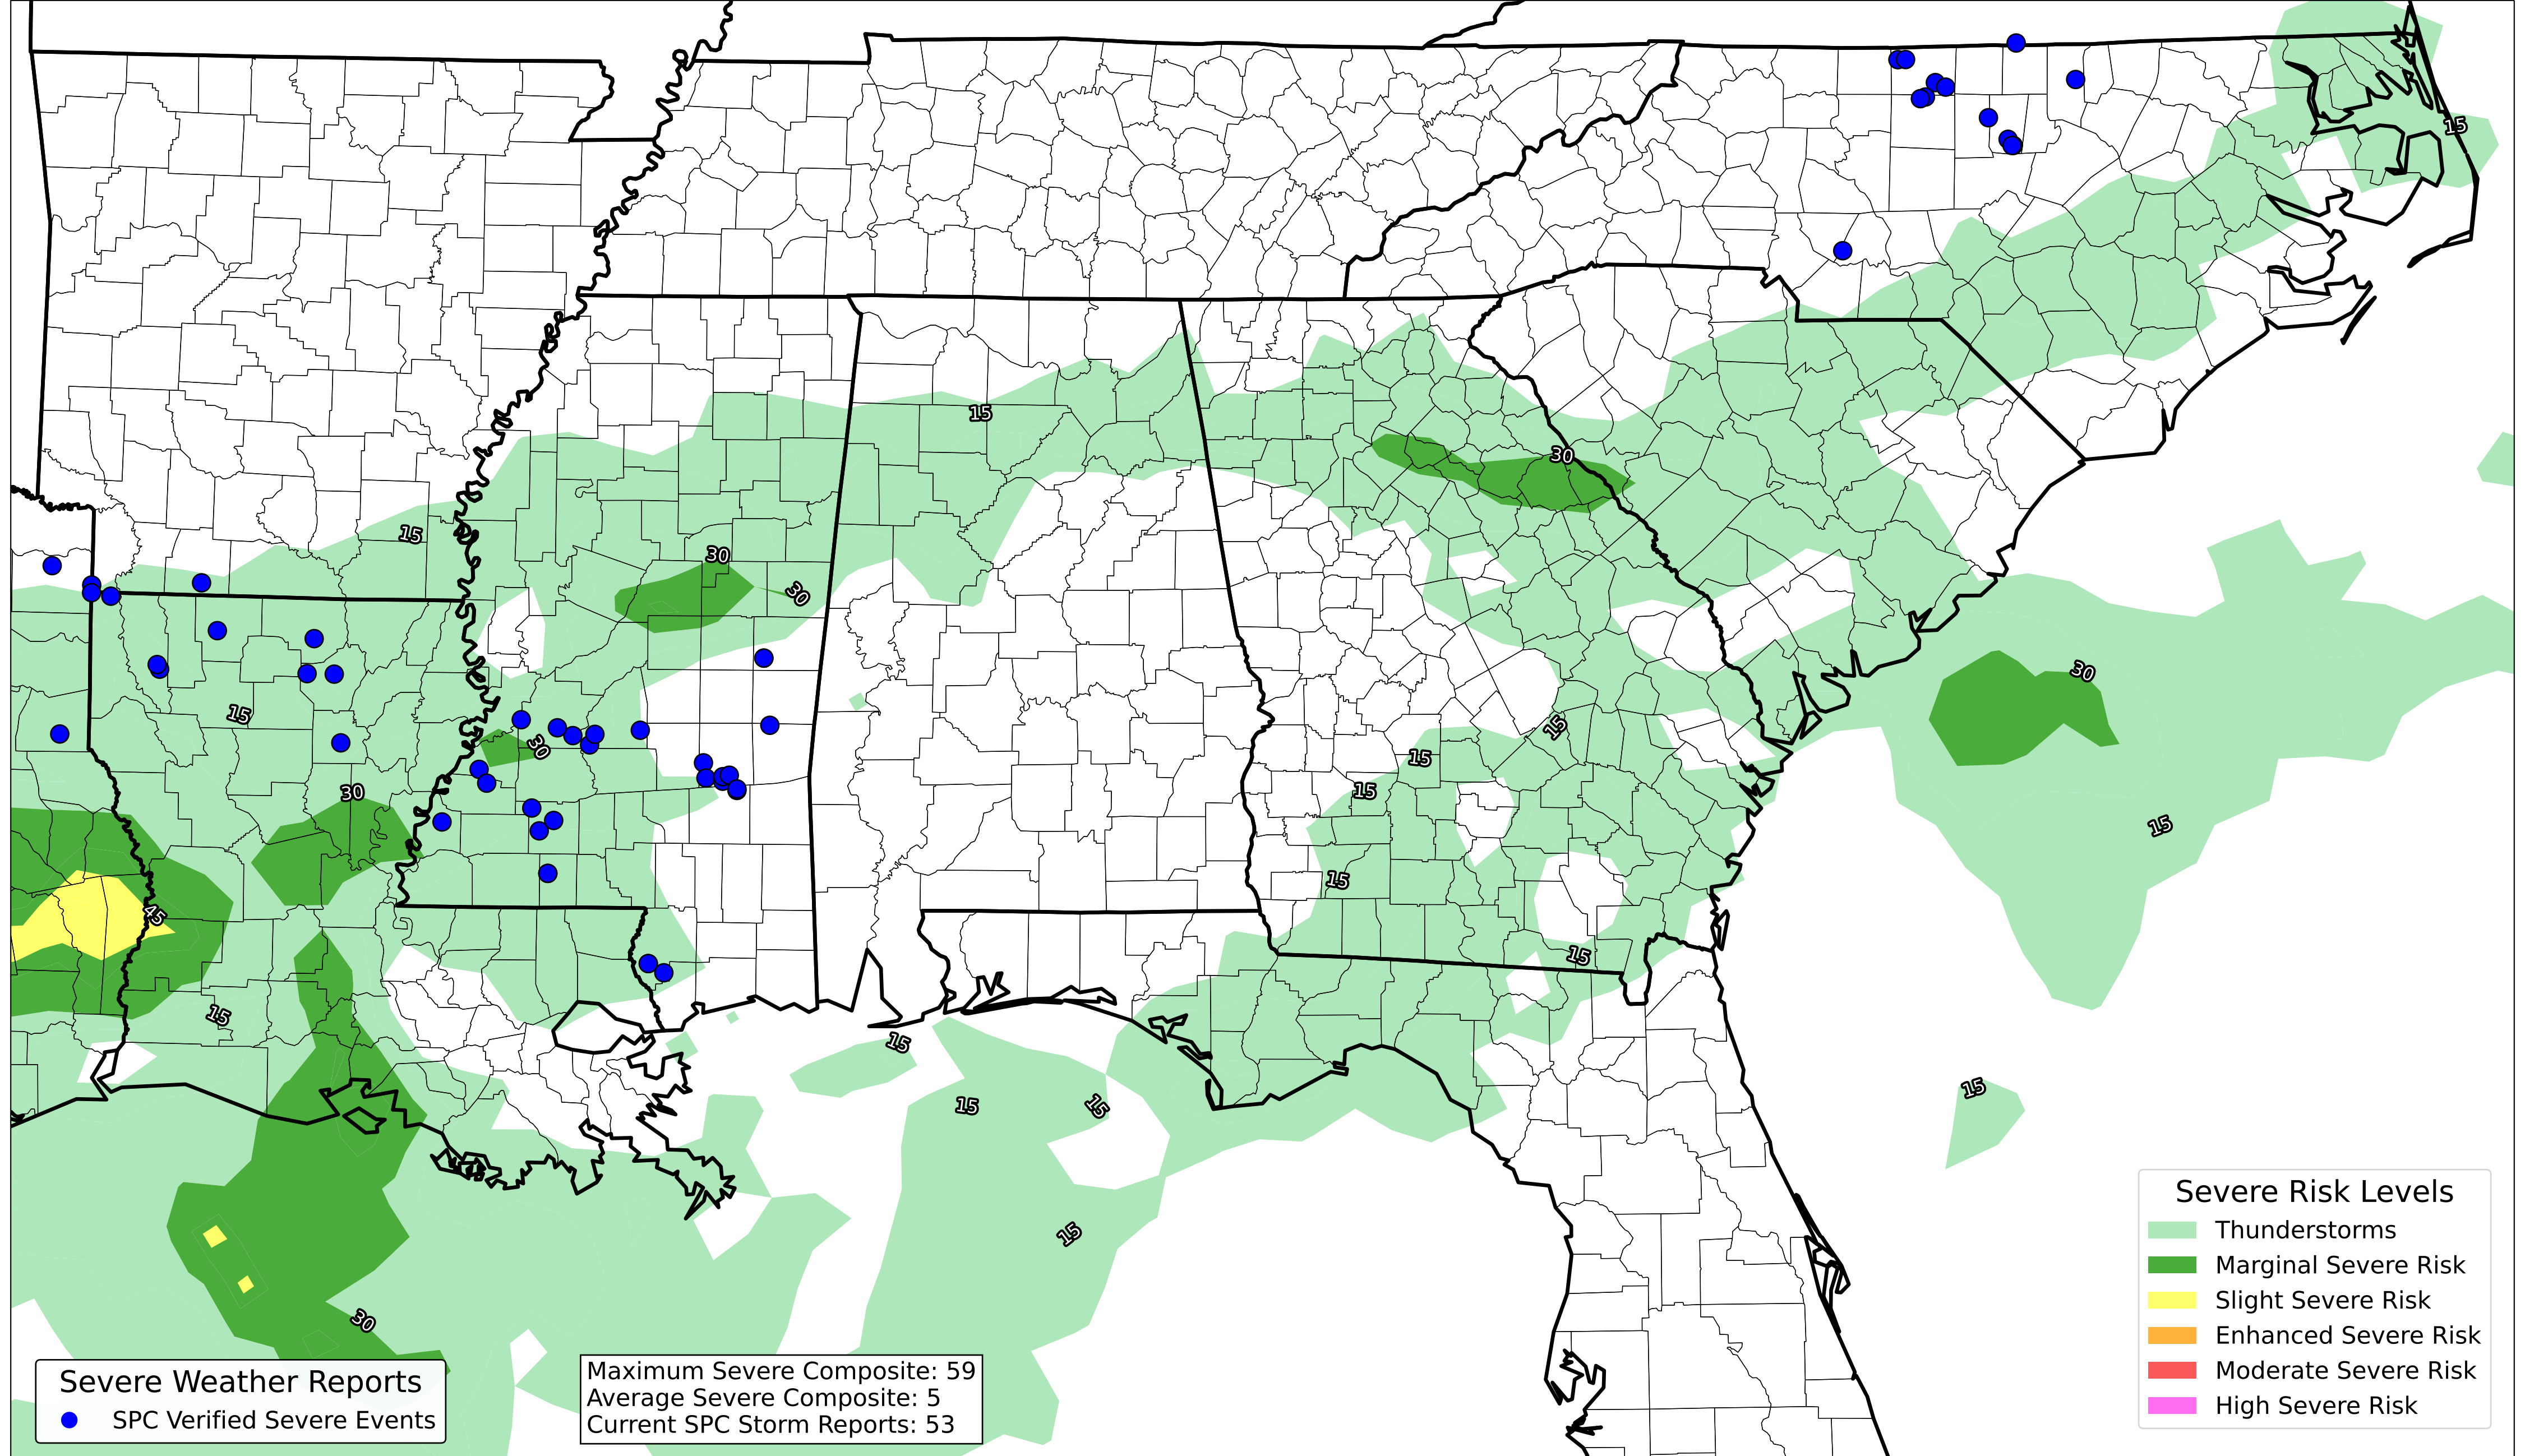 15
15
30
15
30
30
15
30
15
30
15
15
30
15
15
45
15
15
15
15
15
15
15
30
Severe Risk Levels
Thunderstorms
Marginal Severe Risk
Slight Severe Risk
Enhanced Severe Risk
Moderate Severe Risk
High Severe Risk
Severe Weather Reports
SPC Verified Severe Events
Maximum Severe Composite: 59
Average Severe Composite: 5
Current SPC Storm Reports: 53